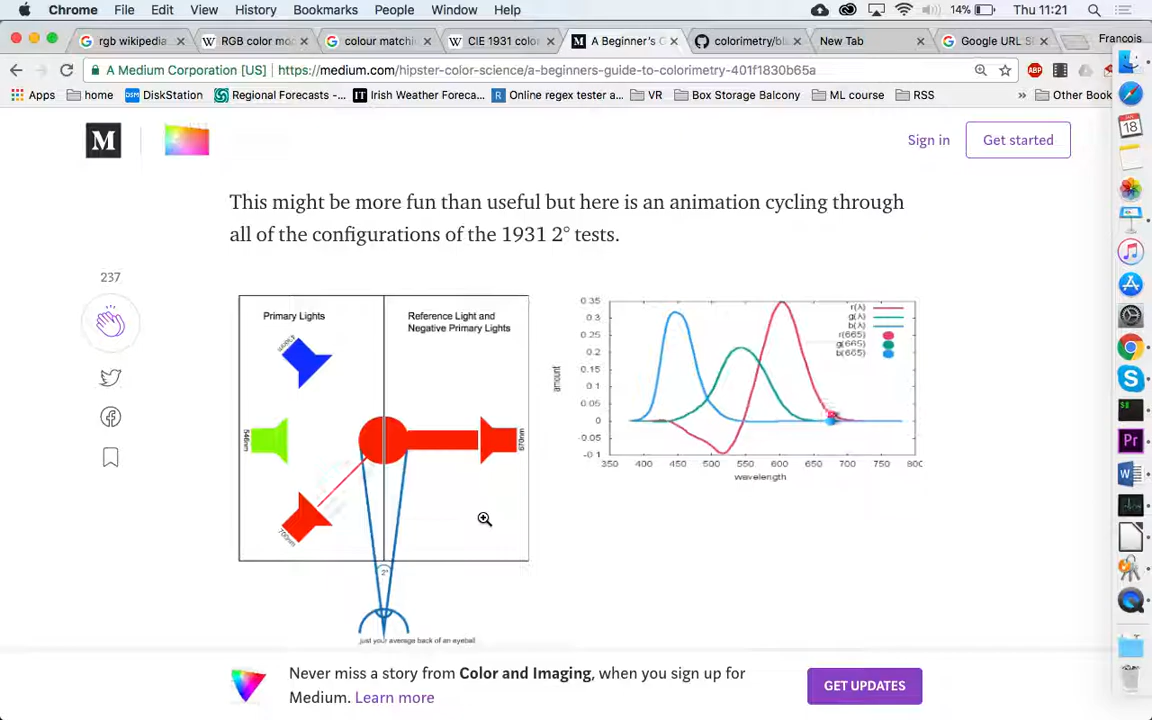 Chrome File Edit View History Bookmarks People Window Help 14% Thu 11:21
rgb wikipedia RGB color mo colour matchi CIE 1931 color A Beginner's G colorimetry/bl New Tab Google URL S Francois
A Medium Corporation [US] https://medium.com/hipster-color-science/a-beginners-guide-to-colorimetry-401f1830b65a
Apps home DSM DiskStation Regional Forecasts -... IT Irish Weather Foreca... R Online regex tester a... VR Box Storage Balcony ML course RSS » Other Book
M Sign in Get started
This might be more fun than useful but here is an animation cycling through
all of the configurations of the 1931 2° tests.
237
Primary Lights
Reference Light and
Negative Primary Lights
546nm
670nm
700nm
2°
just your average back of an eyeball
0.35
0.3
0.25
0.2
0.15
0.1
0.05
0
-0.05
-0.1
amount
350 400 450 500 550 600 650 700 750 800
wavelength
r(λ)
g(λ)
b(λ)
r(665)
g(665)
b(665)
Never miss a story from Color and Imaging, when you sign up for
Medium. Learn more
GET UPDATES